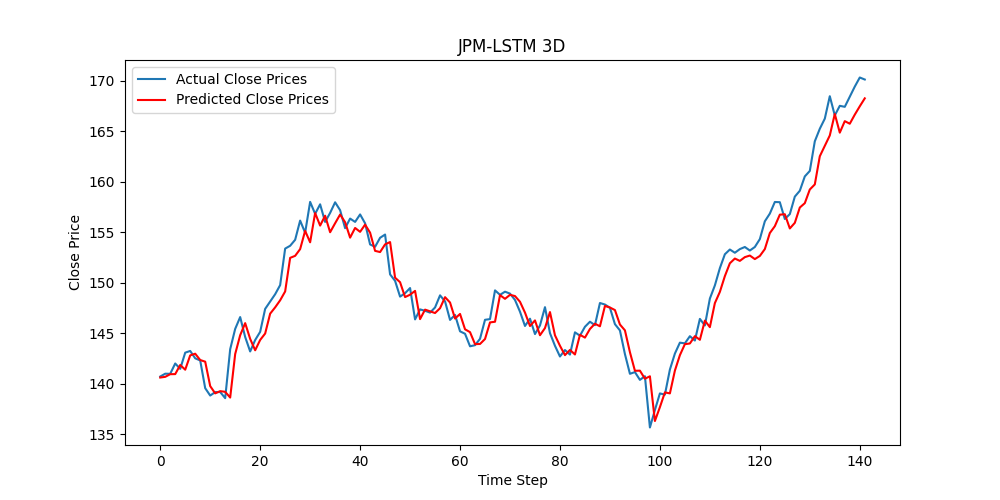 JPM-LSTM 3D
Actual Close Prices
Predicted Close Prices
Close Price
170
165
160
155
150
145
140
135
0 20 40 60 80 100 120 140
Time Step